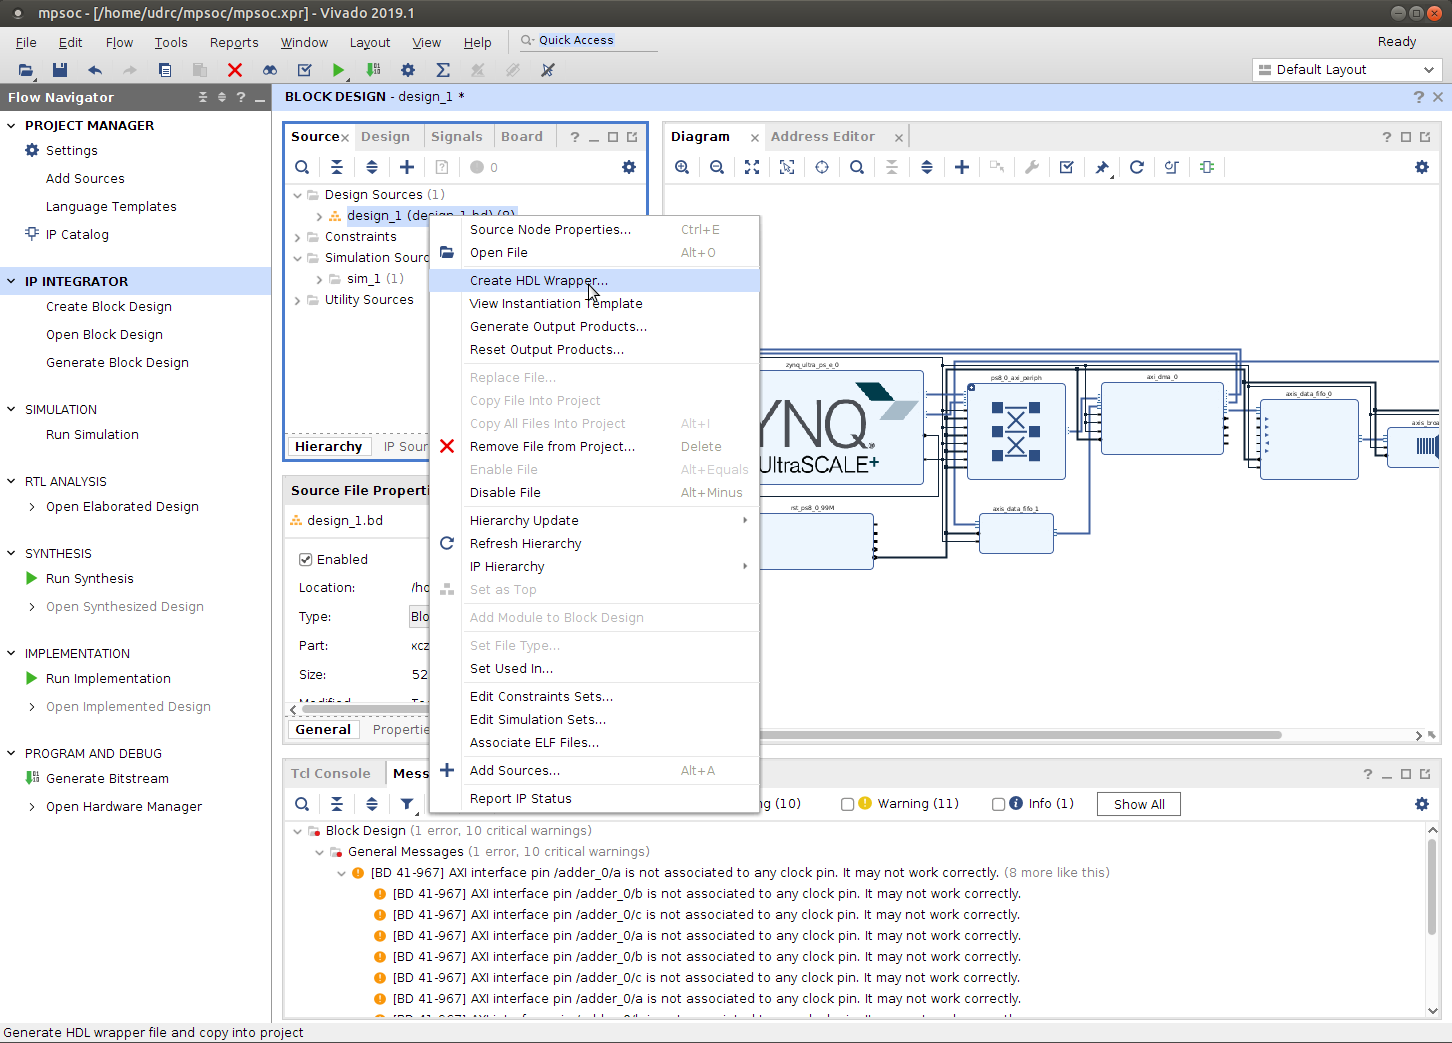 mpsoc - [/home/udrc/mpsoc/mpsoc.xpr] - Vivado 2019.1
File Edit Flow Tools Reports Window Layout View Help Quick Access Ready
Default Layout
Flow Navigator
PROJECT MANAGER
Settings
Add Sources
Language Templates
IP Catalog
IP INTEGRATOR
Create Block Design
Open Block Design
Generate Block Design
SIMULATION
Run Simulation
RTL ANALYSIS
Open Elaborated Design
SYNTHESIS
Run Synthesis
Open Synthesized Design
IMPLEMENTATION
Run Implementation
Open Implemented Design
PROGRAM AND DEBUG
Generate Bitstream
Open Hardware Manager
BLOCK DESIGN - design_1 *
Source Design Signals Board
0
Design Sources (1)
design_1 (design_1.bd) (8)
Constraints
Simulation Sour
sim_1 (1)
Utility Sources
Hierarchy IP Sour
Source File Properti
design_1.bd
Enabled
Location: /ho
Type: Blo
Part: xcz
Size: 52
Modified
General Propertie
Source Node Properties... Ctrl+E
Open File Alt+O
Create HDL Wrapper...
View Instantiation Template
Generate Output Products...
Reset Output Products...
Replace File...
Copy File Into Project
Copy All Files Into Project Alt+I
Remove File from Project... Delete
Enable File Alt+Equals
Disable File Alt+Minus
Hierarchy Update
Refresh Hierarchy
IP Hierarchy
Set as Top
Add Module to Block Design
Set File Type...
Set Used In...
Edit Constraints Sets...
Edit Simulation Sets...
Associate ELF Files...
Add Sources... Alt+A
Report IP Status
Diagram Address Editor
zynq_ultra_ps_e_0
YNQ
UltraSCALE+
ps8_0_axi_periph
axi_dma_0
axis_data_fifo_0
axis_broa
rst_ps8_0_99M
axis_data_fifo_1
Tcl Console Mess
g (10) Warning (11) Info (1) Show All
Block Design (1 error, 10 critical warnings)
General Messages (1 error, 10 critical warnings)
[BD 41-967] AXI interface pin /adder_0/a is not associated to any clock pin. It may not work correctly. (8 more like this)
[BD 41-967] AXI interface pin /adder_0/b is not associated to any clock pin. It may not work correctly.
[BD 41-967] AXI interface pin /adder_0/c is not associated to any clock pin. It may not work correctly.
[BD 41-967] AXI interface pin /adder_0/a is not associated to any clock pin. It may not work correctly.
[BD 41-967] AXI interface pin /adder_0/b is not associated to any clock pin. It may not work correctly.
[BD 41-967] AXI interface pin /adder_0/c is not associated to any clock pin. It may not work correctly.
[BD 41-967] AXI interface pin /adder_0/a is not associated to any clock pin. It may not work correctly.
Generate HDL wrapper file and copy into project